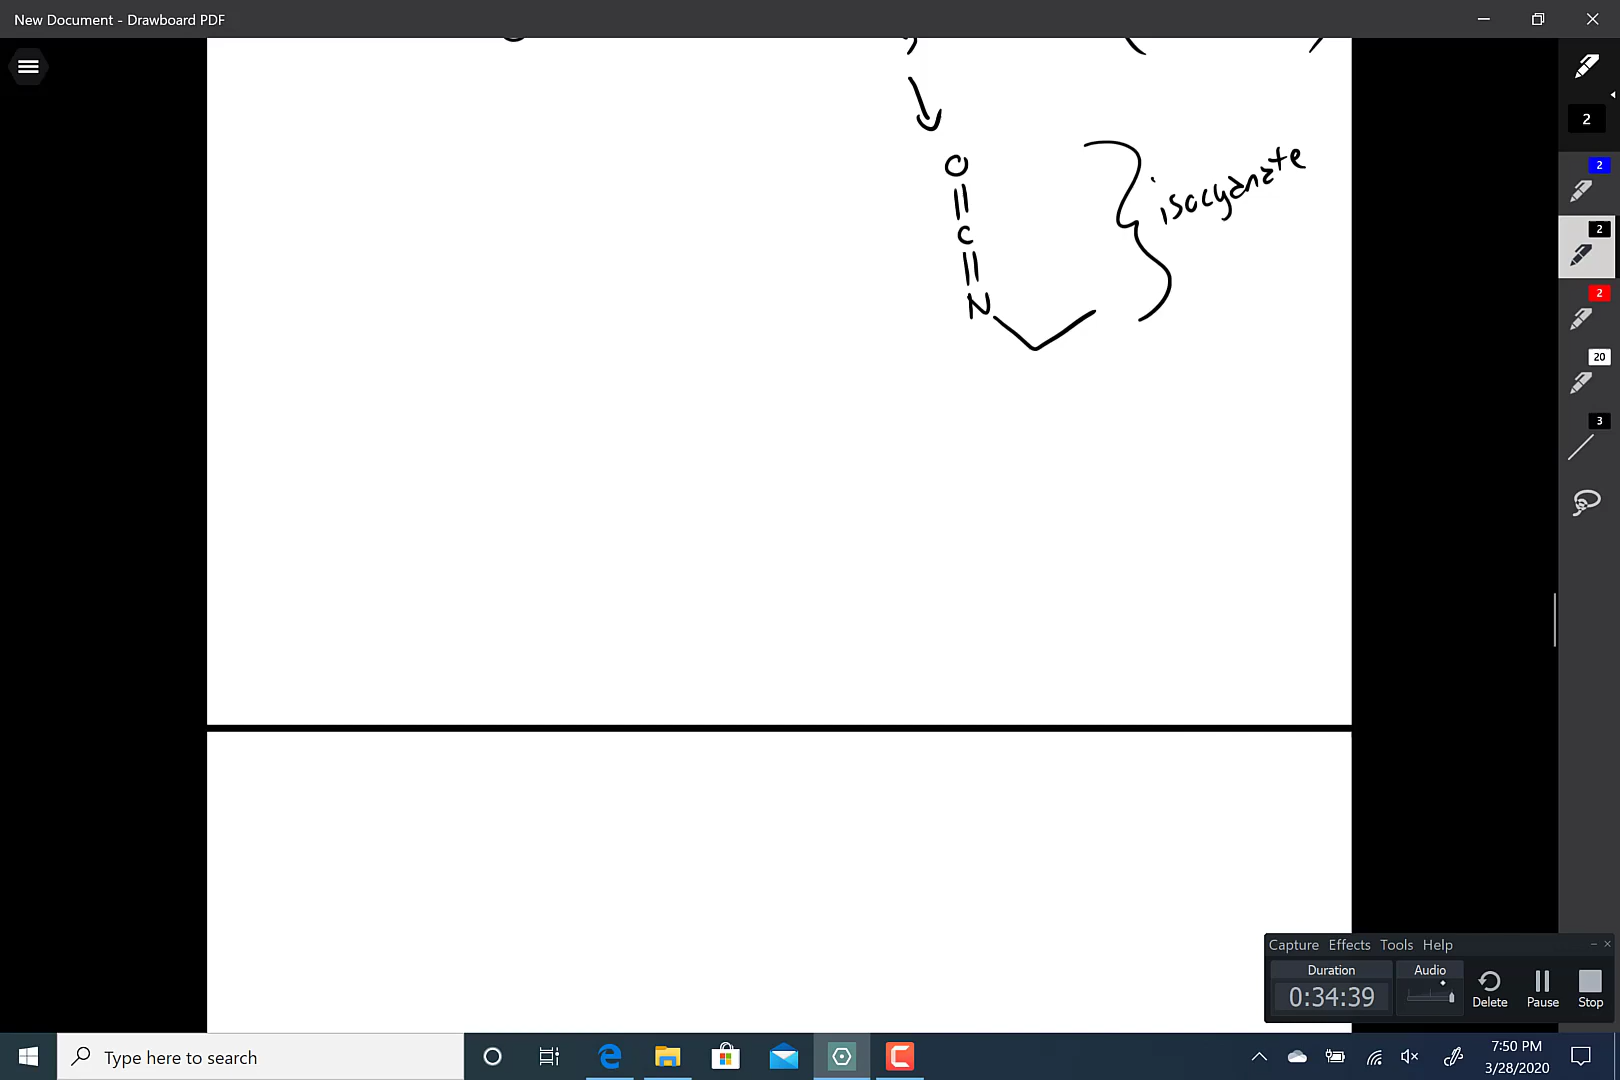 New Document - Drawboard PDF
2
2
2
2
20
3
O
C
N
isocyanate
Capture Effects Tools Help
Duration
Audio
0:34:39
Delete
Pause
Stop
Type here to search
7:50 PM
3/28/2020